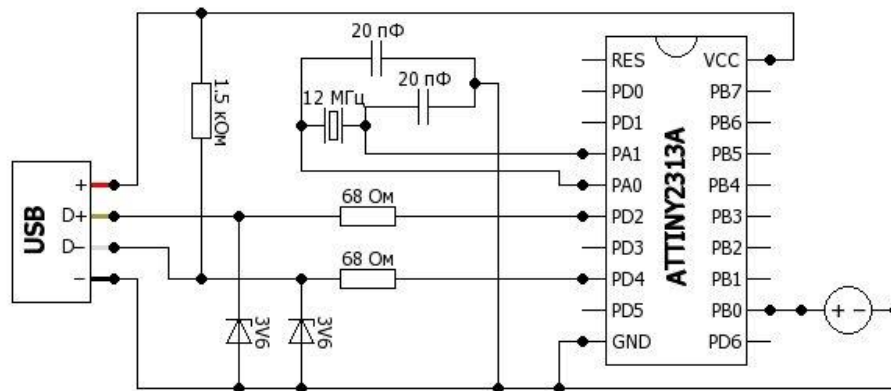 20 пФ
20 пФ
12 МГц
1.5 кОм
USB
+
D+
D−
−
68 Ом
68 Ом
3V6
3V6
ATTINY2313A
RES
PD0
PD1
PA1
PA0
PD2
PD3
PD4
PD5
GND
VCC
PB7
PB6
PB5
PB4
PB3
PB2
PB1
PB0
PD6
+ −